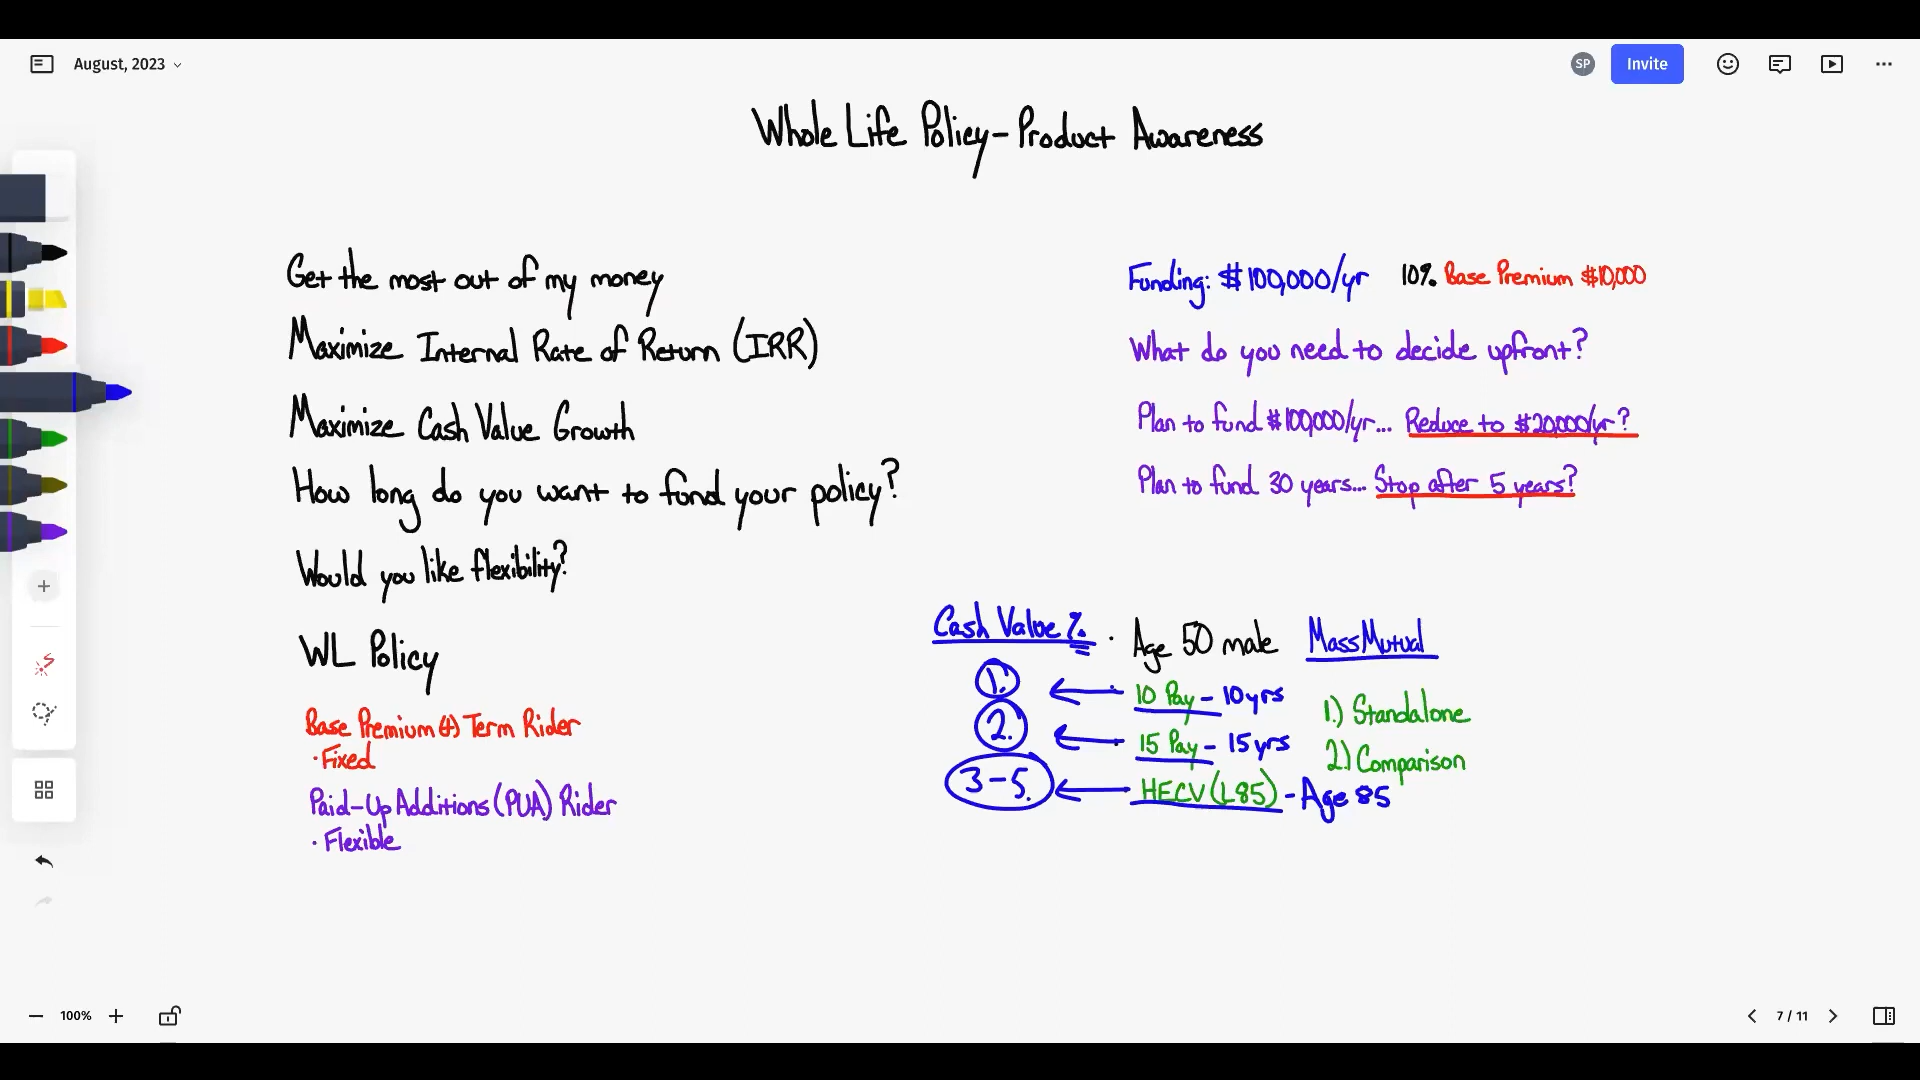 August, 2023
SP
Invite
Whole Life Policy - Product Awareness
Get the most out of my money
Maximize Internal Rate of Return (IRR)
Maximize Cash Value Growth
How long do you want to fund your policy?
Would you like flexibility?
WL Policy
Base Premium (+) Term Rider
· Fixed
Paid-Up Additions (PUA) Rider
· Flexible
Funding: $100,000/yr 10% Base Premium $10,000
What do you need to decide upfront?
Plan to fund $100,000/yr... Reduce to $20,000/yr?
Plan to fund 30 years... Stop after 5 years?
Cash Value % · Age 50 male MassMutual
1. 10 Pay - 10yrs
2. 15 Pay - 15 yrs
3-5. HECV (L85) - Age 85
1.) Standalone
2.) Comparison
100%
7 / 11